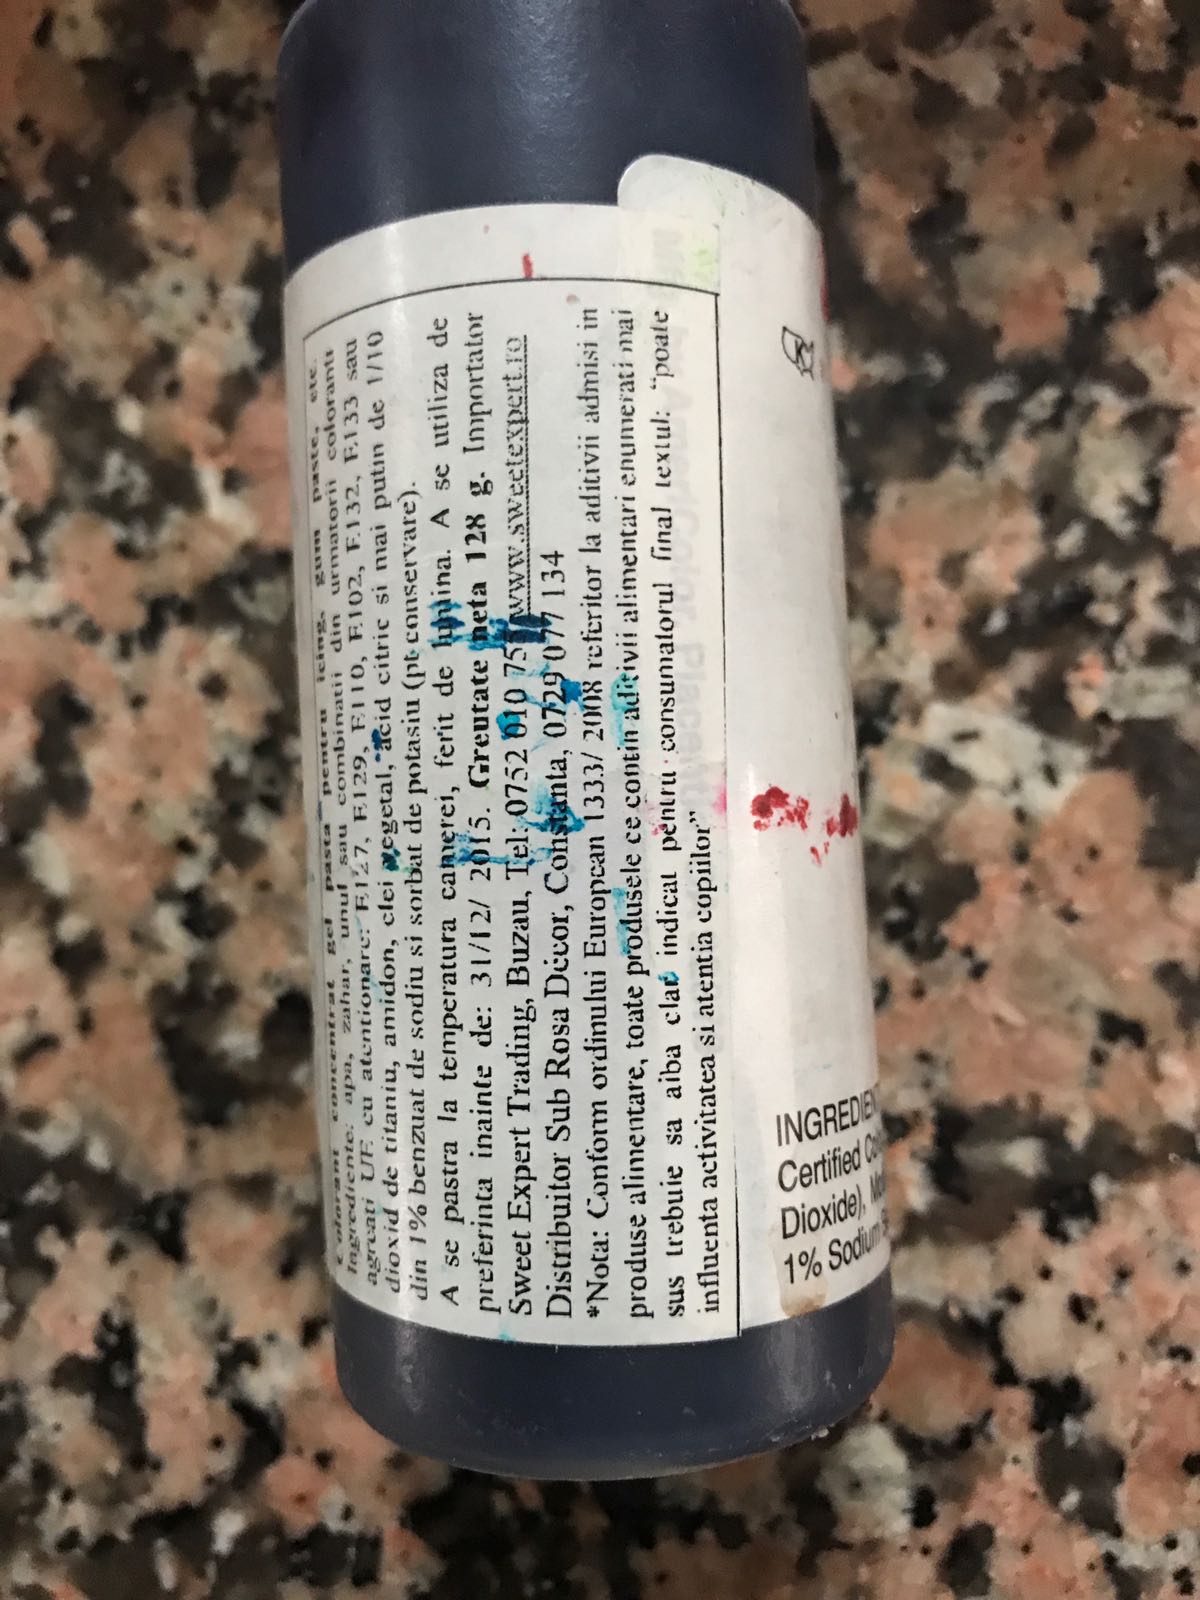 Colorant concentrat gel pasta pentru icing, gum paste, etc.
Ingrediente: apa, zahar, unul sau combinatii din urmatorii coloranti
agreati UE cu atentionare: E127, E129, E110, E102, E132, E133 sau
dioxid de titaniu, amidon, clei vegetal, acid citric si mai putin de 1/10
din 1% benzuat de sodiu si sorbat de potasiu (pt conservare).
A se pastra la temperatura camerei, ferit de lumina. A se utiliza de
preferinta inainte de: 31/12/ 2015. Greutate neta 128 g. Importator
Sweet Expert Trading, Buzau, Tel: 0752 010 75 www.sweetexpert.ro
Distribuitor Sub Rosa Decor, Constanta, 0729 077 134
*Nota: Conform ordinului European 1333/ 2008 referitor la aditivii admisi in
produse alimentare, toate produsele ce contin aditivii alimentari enumerati mai
sus trebuie sa aiba clar indicat pentru consumatorul final textul: “poate
influenta activitatea si atentia copiilor”
INGREDIEN
Certified Co
Dioxide), Mo
1% Sodium